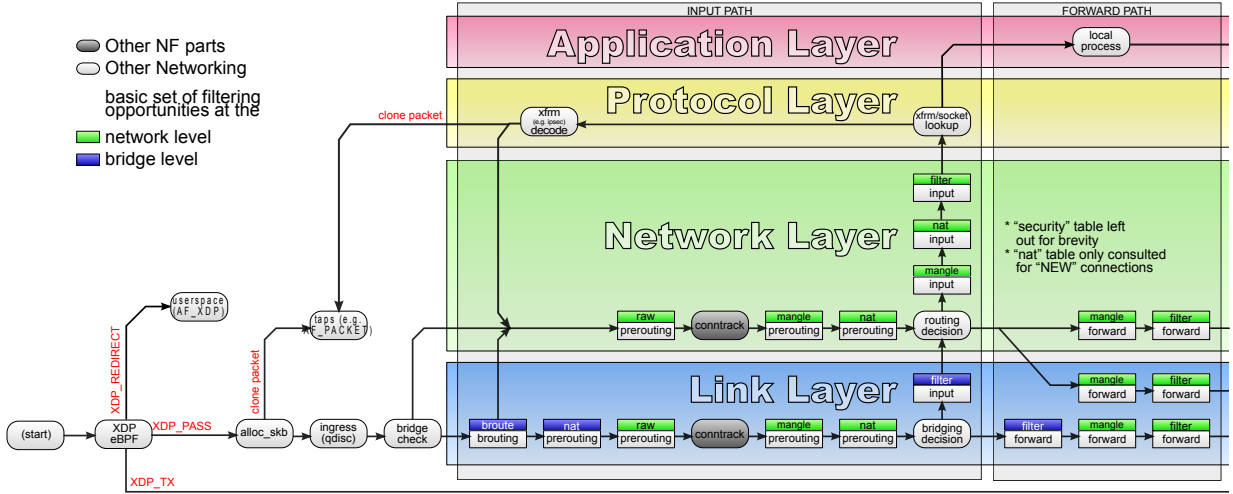 INPUT PATH
FORWARD PATH
Other NF parts
Other Networking
basic set of filtering
opportunities at the
network level
bridge level
Application Layer
local
process
Protocol Layer
clone packet
xfrm
(e.g. ipsec)
decode
xfrm/socket
lookup
Network Layer
filter
input
nat
input
mangle
input
* “security” table left
out for brevity
* “nat” table only consulted
for “NEW” connections
userspace
(AF_XDP)
taps (e.g.
AF_PACKET)
raw
prerouting
conntrack
mangle
prerouting
nat
prerouting
routing
decision
mangle
forward
filter
forward
XDP_REDIRECT
clone packet
Link Layer
filter
input
mangle
forward
filter
forward
(start)
XDP
eBPF
XDP_PASS
alloc_skb
ingress
(qdisc)
bridge
check
broute
brouting
nat
prerouting
raw
prerouting
conntrack
mangle
prerouting
nat
prerouting
bridging
decision
filter
forward
mangle
forward
filter
forward
XDP_TX